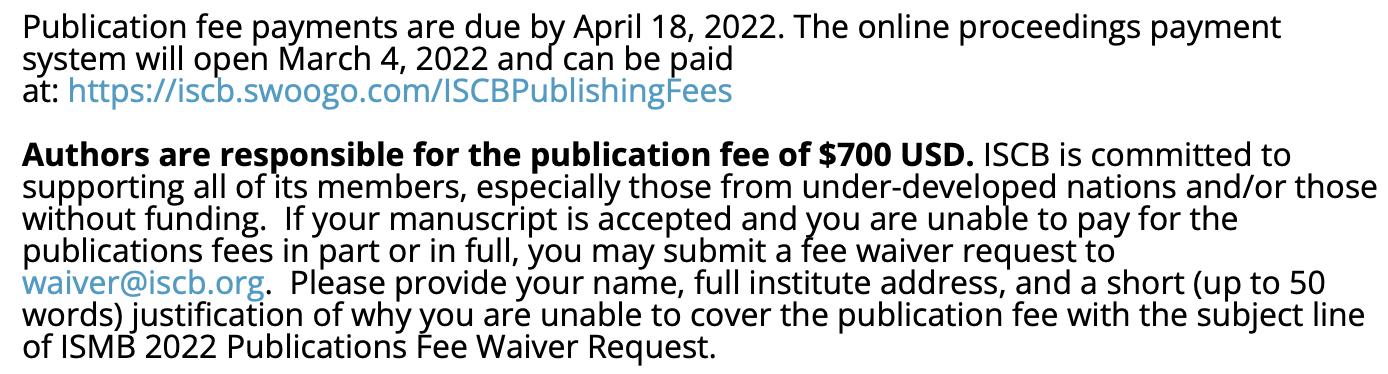 Publication fee payments are due by April 18, 2022. The online proceedings payment
system will open March 4, 2022 and can be paid
at: https://iscb.swoogo.com/ISCBPublishingFees
Authors are responsible for the publication fee of $700 USD. ISCB is committed to
supporting all of its members, especially those from under-developed nations and/or those
without funding.  If your manuscript is accepted and you are unable to pay for the
publications fees in part or in full, you may submit a fee waiver request to
waiver@iscb.org.  Please provide your name, full institute address, and a short (up to 50
words) justification of why you are unable to cover the publication fee with the subject line
of ISMB 2022 Publications Fee Waiver Request.